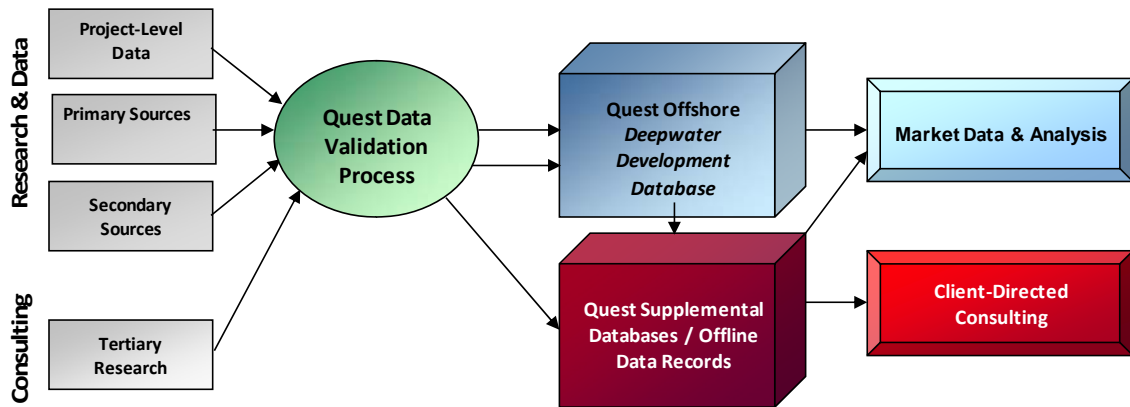 Research & Data
Project-Level
Data
Primary Sources
Secondary
Sources
Consulting
Tertiary
Research
Quest Data
Validation
Process
Quest Offshore
Deepwater
Development
Database
Quest Supplemental
Databases / Offline
Data Records
Market Data & Analysis
Client-Directed
Consulting